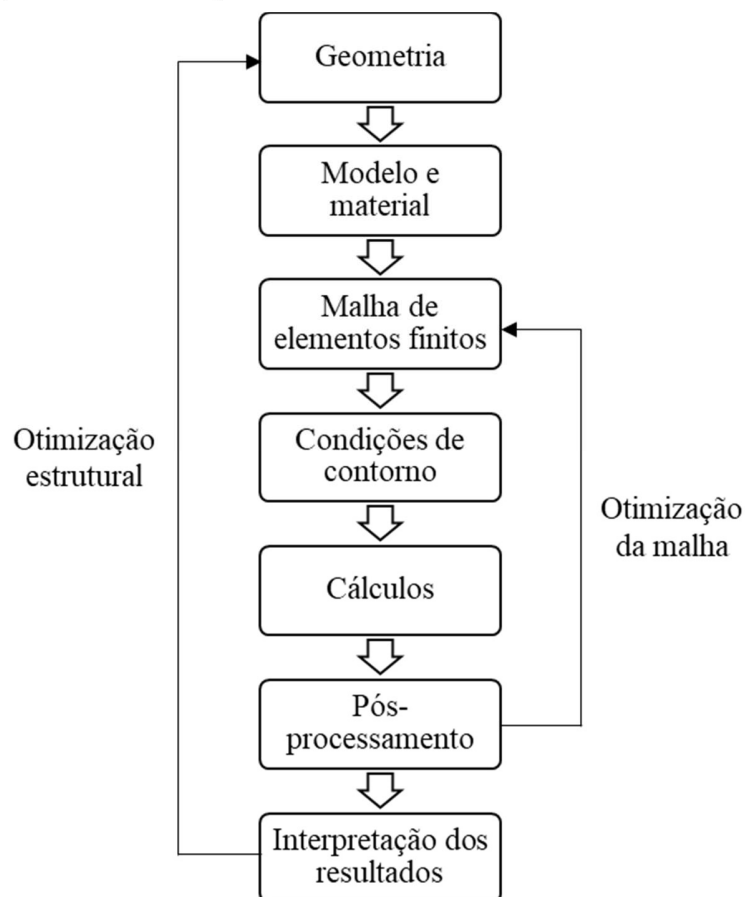 Geometria
Modelo e
material
Malha de
elementos finitos
Condições de
contorno
Otimização
estrutural
Otimização
da malha
Cálculos
Pós-
processamento
Interpretação dos
resultados